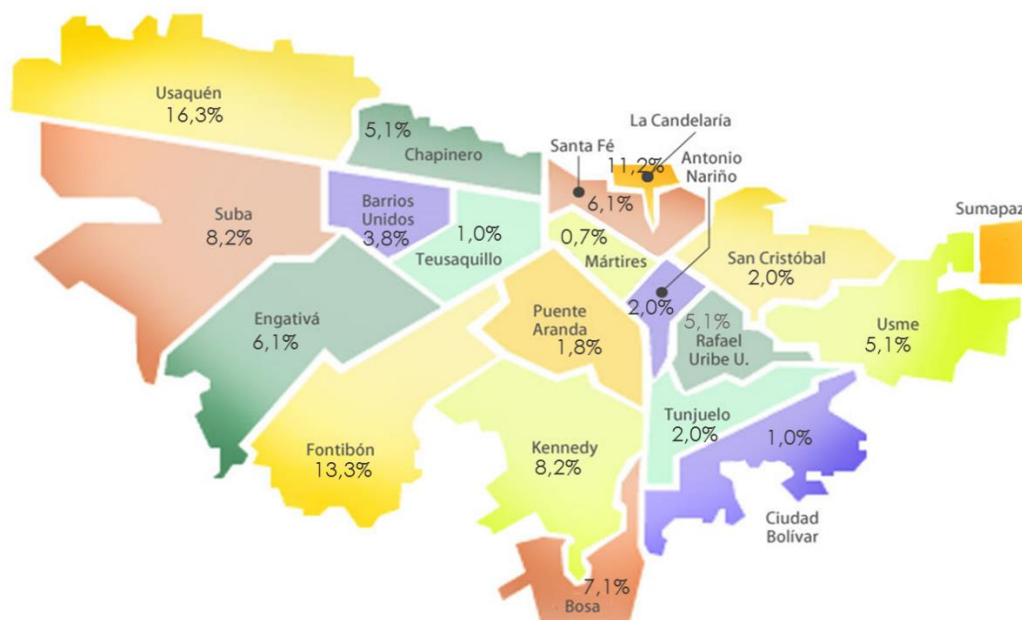 Usaquén
16,3%
5,1%
Chapinero
La Candelaría
Santa Fé
11,2%
Antonio
Nariño
6,1%
Suba
8,2%
Barrios
Unidos
3,8%
1,0%
Teusaquillo
0,7%
Mártires
San Cristóbal
2,0%
Sumapaz
Engativá
6,1%
Puente
Aranda
1,8%
2,0%
5,1%
Rafael
Uribe U.
Usme
5,1%
Fontibón
13,3%
Kennedy
8,2%
Tunjuelo
2,0%
1,0%
Ciudad
Bolívar
7,1%
Bosa